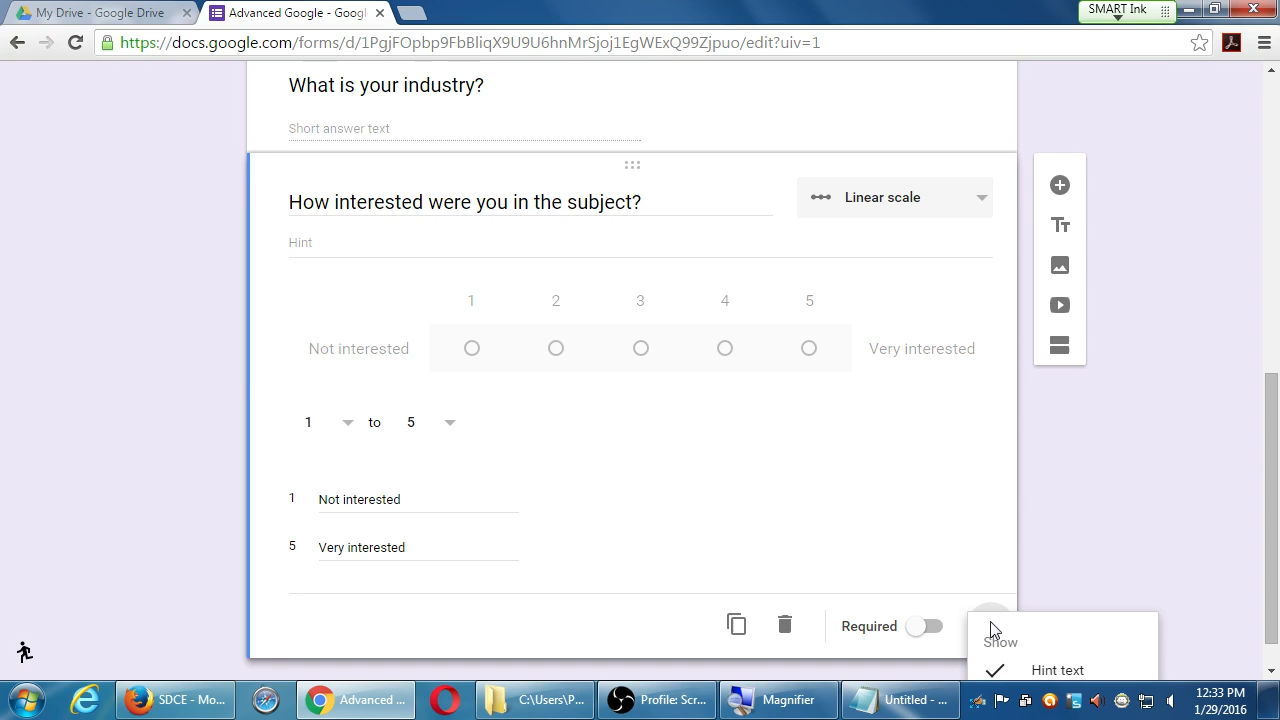 My Drive - Google Drive
Advanced Google - Googl
SMART Ink
https://docs.google.com/forms/d/1PgjFOpbp9FbBliqX9U9U6hmMrSjoj1EgWExQ99Zjpuo/edit?uiv=1
What is your industry?
Short answer text
How interested were you in the subject?
Linear scale
Hint
1 2 3 4 5
Not interested
Very interested
1 to 5
1 Not interested
5 Very interested
Required
Show
Hint text
SDCE - Mo...
Advanced ...
C:\Users\P...
Profile: Scr...
Magnifier
Untitled - ...
12:33 PM
1/29/2016